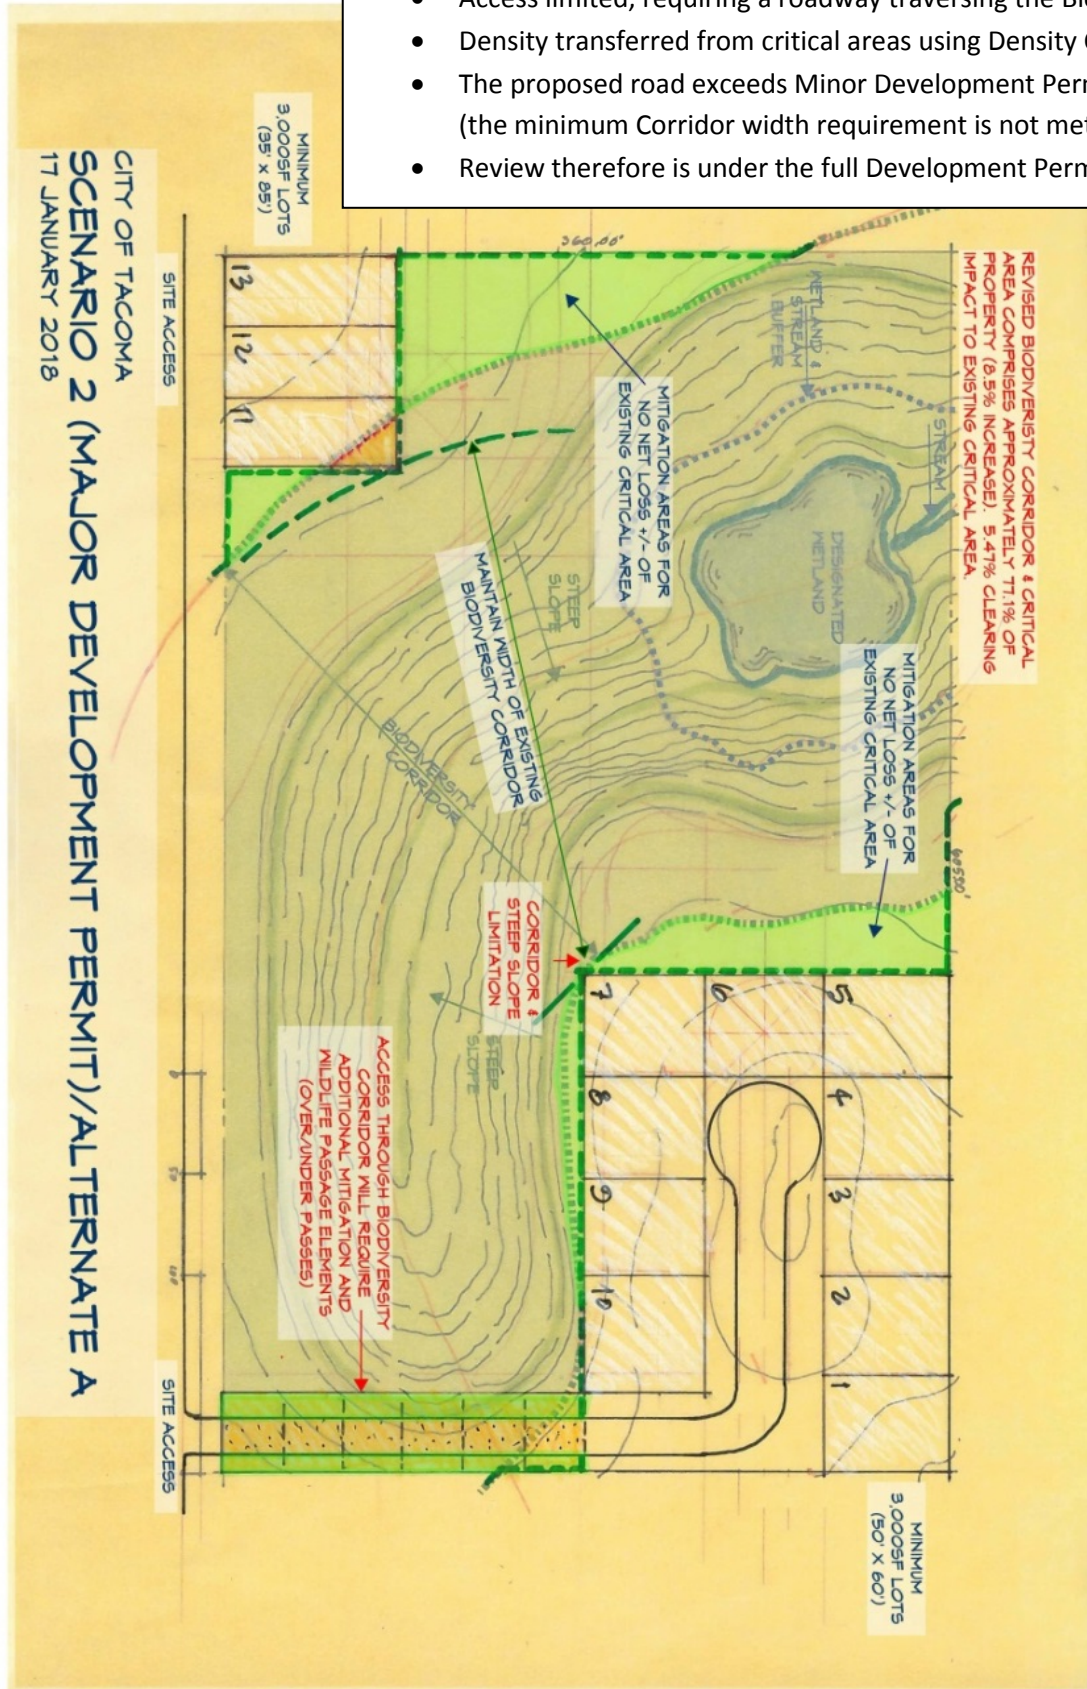 Access limited, requiring a roadway traversing the
• Density transferred from critical areas using Density
• The proposed road exceeds Minor Development
(the minimum Corridor width requirement is not met
• Review therefore is under the full Development
CITY OF TACOMA
SCENARIO 2 (MAJOR DEVELOPMENT PERMIT)/ALTERNATE A
17 JANUARY 2018
REVISED BIODIVERISTY CORRIDOR & CRITICAL
AREA COMPRISES APPROXIMATELY 77.1% OF
PROPERTY (8.5% INCREASE). 5.47% CLEARING
IMPACT TO EXISTING CRITICAL AREA.
MINIMUM
3,000SF LOTS
(35' X 85')
SITE ACCESS
13
12
11
360.00'
WETLAND &
STREAM
BUFFER
STREAM
DESIGNATED
WETLAND
MITIGATION AREAS FOR
NO NET LOSS +/- OF
EXISTING CRITICAL AREA
MITIGATION AREAS FOR
NO NET LOSS +/- OF
EXISTING CRITICAL AREA
STEEP
SLOPE
MAINTAIN WIDTH OF EXISTING
BIODIVERSITY CORRIDOR
BIODIVERSITY
CORRIDOR
CORRIDOR &
STEEP SLOPE
LIMITATION
STEEP
SLOPE
ACCESS THROUGH BIODIVERSITY
CORRIDOR WILL REQUIRE
ADDITIONAL MITIGATION AND
WILDLIFE PASSAGE ELEMENTS
(OVER/UNDER PASSES)
5
6
7
4
8
3
9
2
10
1
0
50
100
SITE ACCESS
MINIMUM
3,000SF LOTS
(50' X 60')